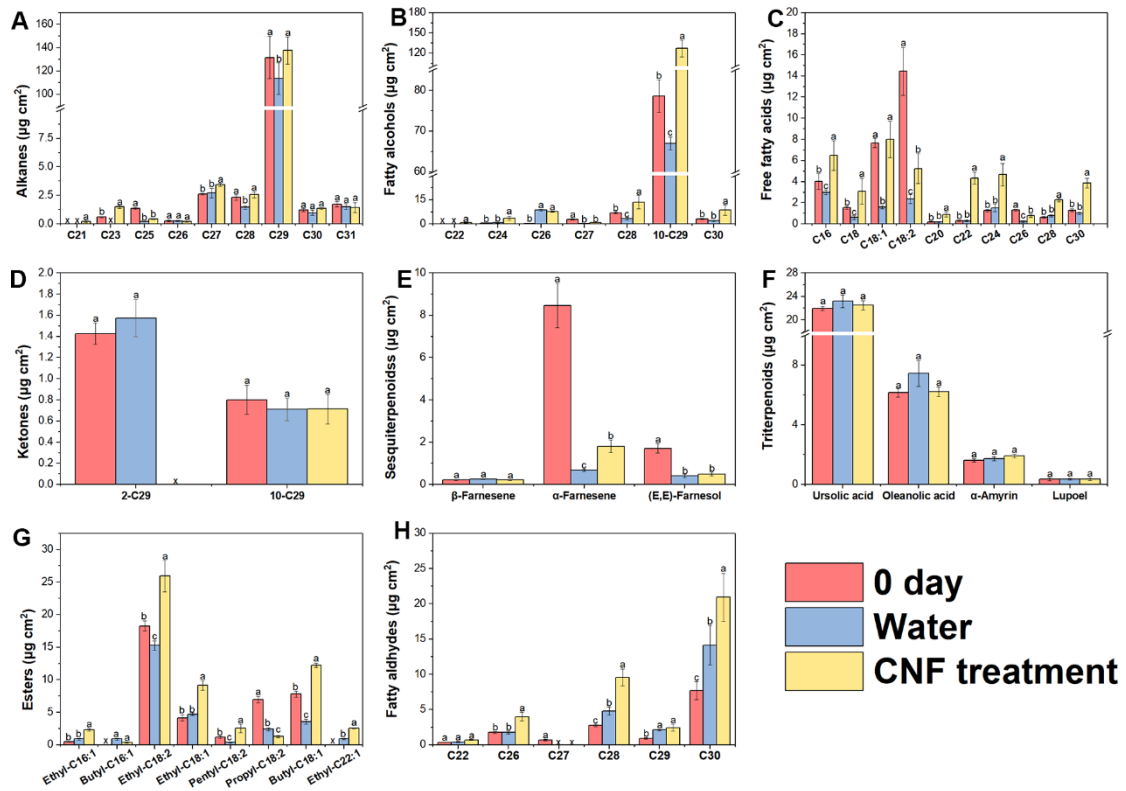 A
Alkanes (µg cm²)
160
140
120
100
7.5
5.0
2.5
0.0
x x a
b x a
a b b
a a a
b b a
a b a
a b a
a b a
a a a
C21 C23 C25 C26 C27 C28 C29 C30 C31
B
Fatty alcohols (µg cm²)
180
150
120
80
70
60
15
0
x x a
b b a
b a a
a b b
b c a
b c a
b b a
C22 C24 C26 C27 C28 10-C29 C30
C
Free fatty acids (µg cm²)
20
18
16
14
12
10
8
6
4
2
0
b c a
b c a
a b a
a c b
b b a
b b a
b b a
a c b
b b a
b b a
C16 C18 C18:1 C18:2 C20 C22 C24 C26 C28 C30
D
Ketones (µg cm²)
2.0
1.8
1.6
1.4
1.2
1.0
0.8
0.6
0.4
0.2
0.0
a a x
a a a
2-C29 10-C29
E
Sesquiterpenoidss (µg cm²)
10
8
6
4
2
0
a a a
a c b
a b b
β-Farnesene α-Farnesene (E,E)-Farnesol
F
Triterpenoids (µg cm²)
28
24
20
8
4
0
a a a
a a a
a a a
a a a
Ursolic acid Oleanolic acid α-Amyrin Lupoel
G
Esters (µg cm²)
30
25
20
15
10
5
0
b b a
x a a
b c a
b b a
b c a
a b c
b c a
x b a
Ethyl-C16:1 Butyl-C16:1 Ethyl-C18:2 Ethyl-C18:1 Pentyl-C18:2 Propyl-C18:2 Butyl-C18:1 Ethyl-C22:1
H
Fatty aldhydes (µg cm²)
30
25
20
15
10
5
0
b b a
b b a
a x x
c b a
b a a
c b a
C22 C26 C27 C28 C29 C30
0 day
Water
CNF treatment